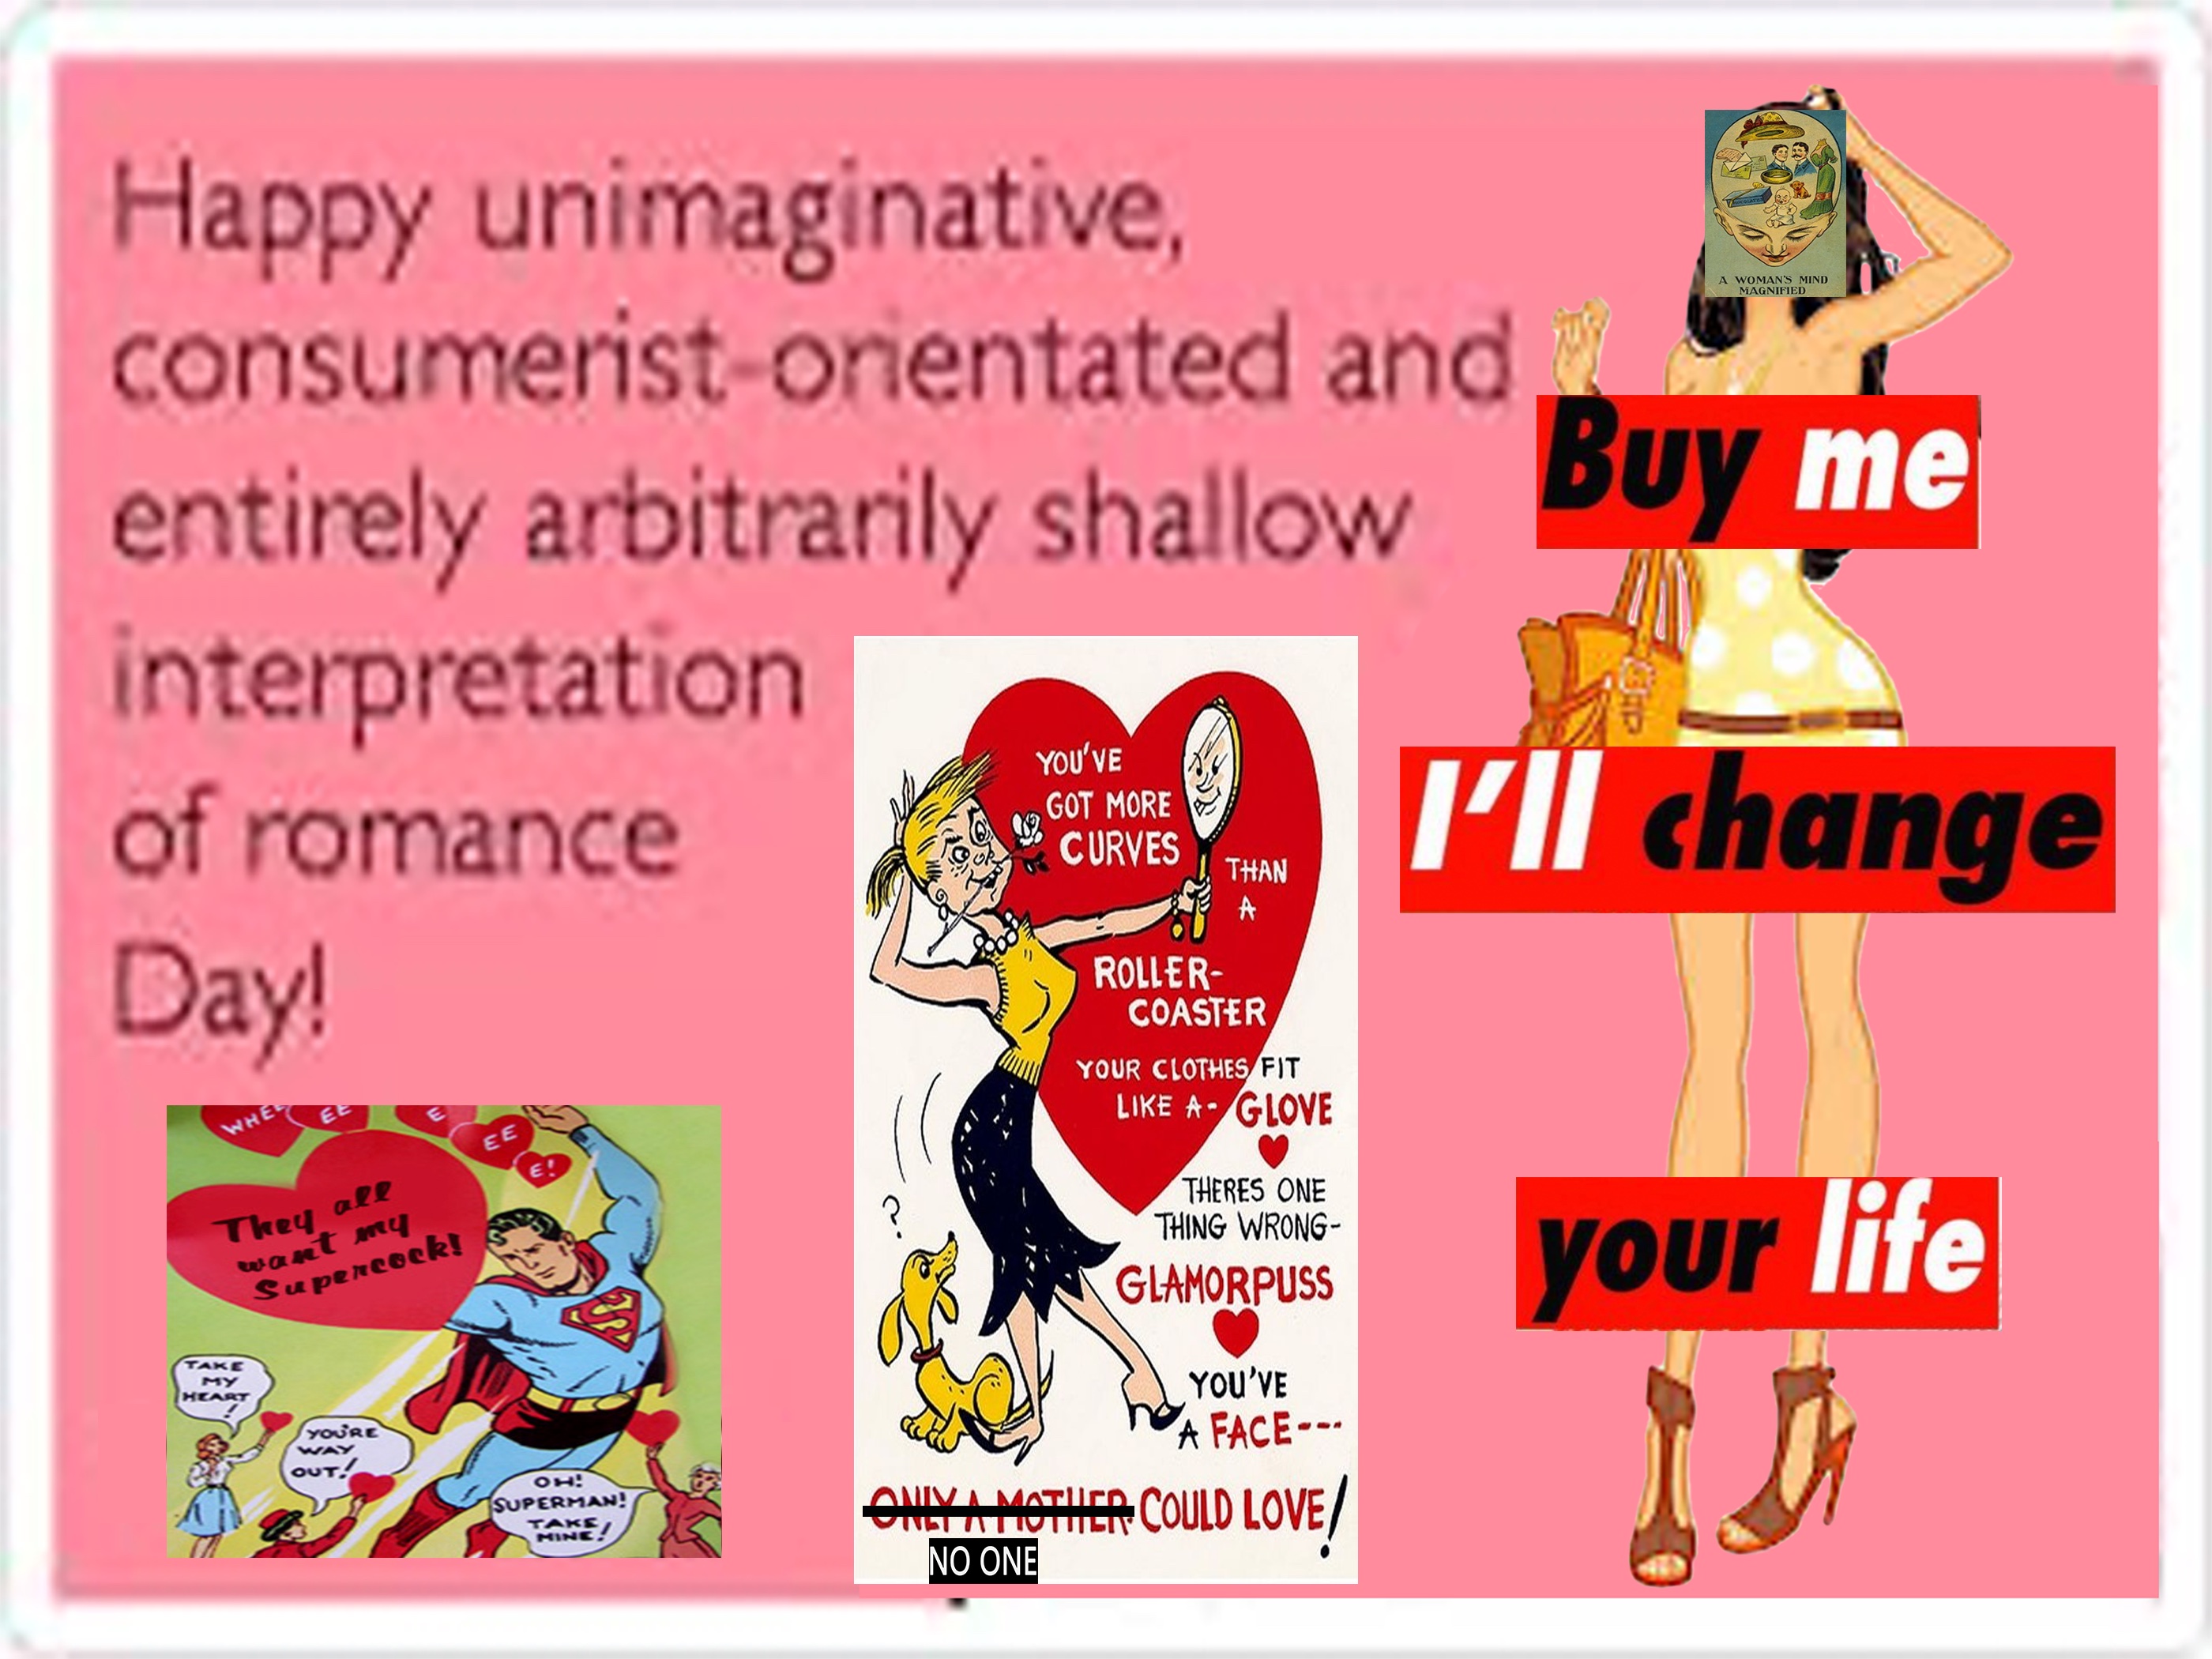 Happy unimaginative,
consumerist-orientated and
entirely arbitrarily shallow
interpretation
of romance
Day!
A WOMAN'S MIND
MAGNIFIED
Buy me
I'll change
your life
YOU'VE
GOT MORE
CURVES
THAN
A
ROLLER-
COASTER
YOUR CLOTHES FIT
LIKE A- GLOVE
THERES ONE
THING WRONG-
GLAMORPUSS
YOU'VE
A FACE---
ONLY A MOTHER COULD LOVE!
NO ONE
?
WHEE
EE
E
EE
E!
They all
want my
Supercock!
S
TAKE
MY
HEART
!
YOU'RE
WAY
OUT!
OH!
SUPERMAN!
TAKE
MINE!